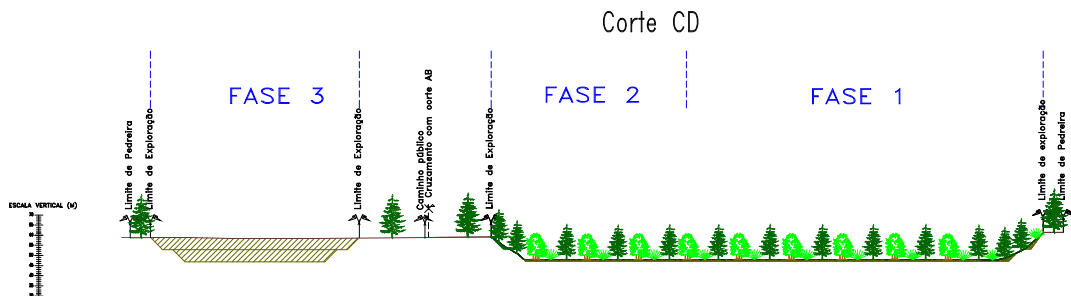 Corte CD
FASE 3
FASE 2
FASE 1
Limite de Pedreira
Limite de Exploração
Limite de Exploração
Caminho público
Cruzamento com corte AB
Limite de Exploração
Limite de exploração
Limite de Pedreira
ESCALA VERTICAL (M)